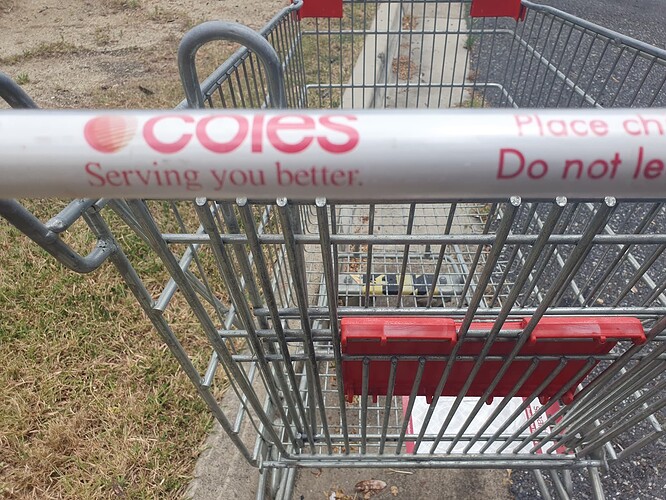 coles
Serving you better.
Place
Do not